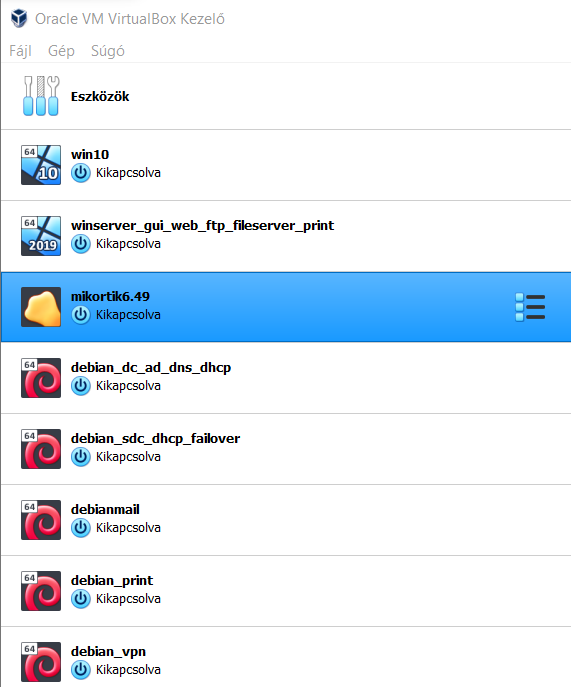 Oracle VM VirtualBox Kezelő
Fájl Gép Súgó
Eszközök
64
win10
10
Kikapcsolva
64
winserver_gui_web_ftp_fileserver_print
2019
Kikapcsolva
mikortik6.49
Kikapcsolva
64
debian_dc_ad_dns_dhcp
Kikapcsolva
64
debian_sdc_dhcp_failover
Kikapcsolva
64
debianmail
Kikapcsolva
64
debian_print
Kikapcsolva
64
debian_vpn
Kikapcsolva